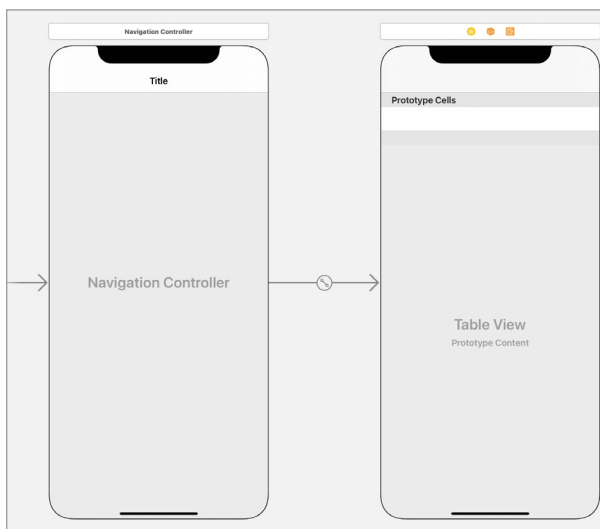 Navigation Controller
Title
Navigation Controller
Prototype Cells
Table View
Prototype Content